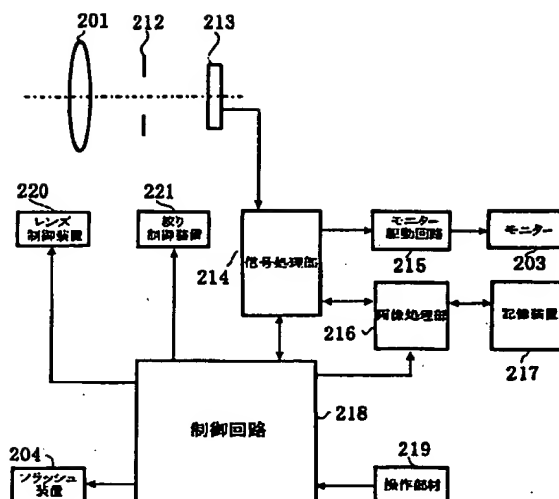 201
212
213
220
レンズ
制御装置
221
絞り
制御装置
214
信号処理部
モニター
駆動回路
215
モニター
203
216
画像処理部
記録装置
217
制御回路
218
204
フラッシュ
装置
219
操作部材